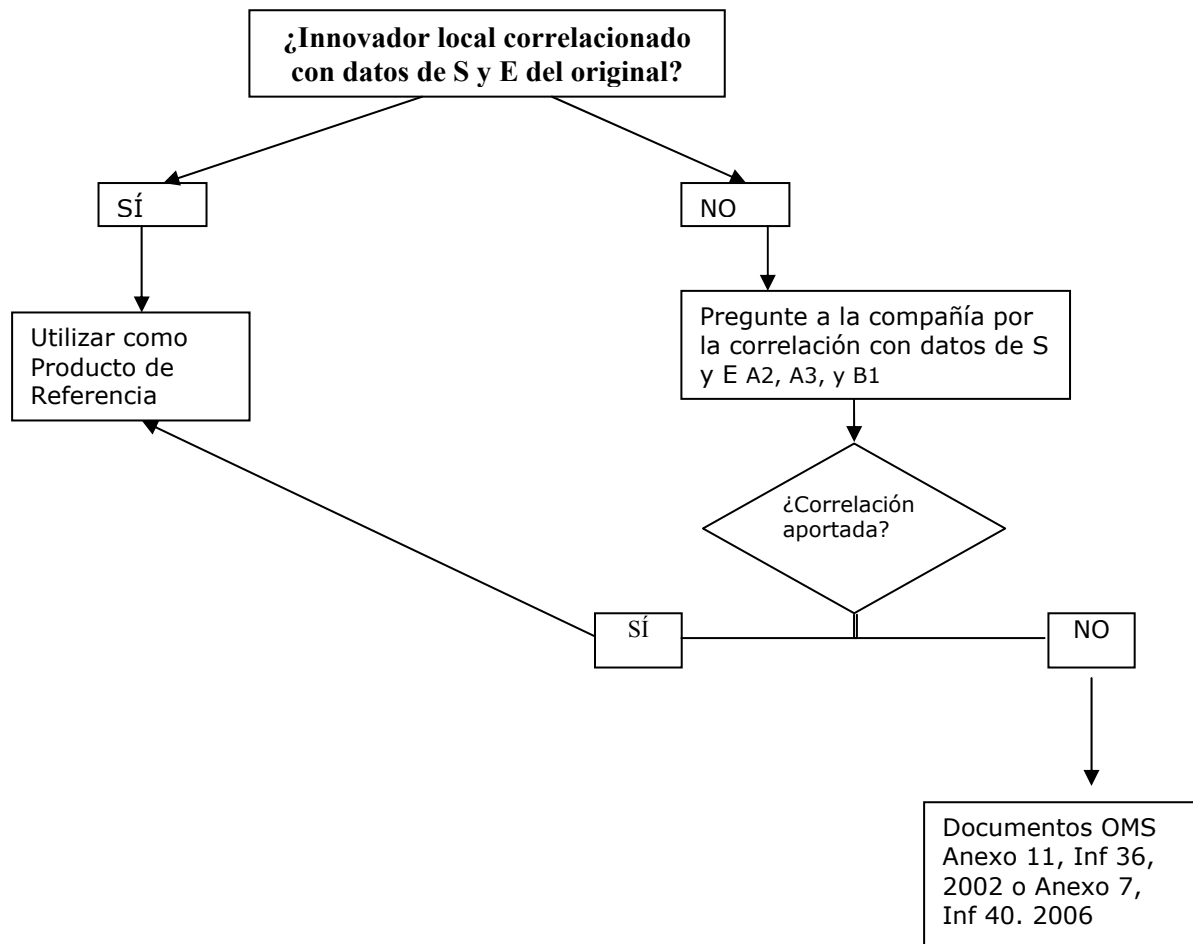 ¿Innovador local correlacionado
con datos de S y E del original?
SÍ
NO
Utilizar como
Producto de
Referencia
Pregunte a la compañía por
la correlación con datos de S
y E A2, A3, y B1
¿Correlación
aportada?
SÍ
NO
Documentos OMS
Anexo 11, Inf 36,
2002 o Anexo 7,
Inf 40. 2006